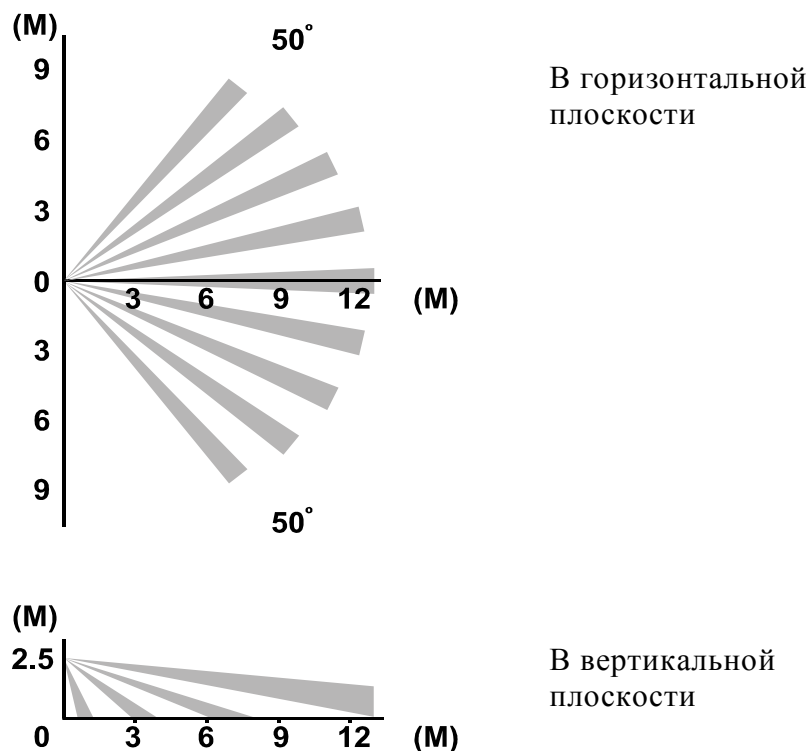 (M)
50°
9
В горизонтальной
плоскости
6
3
0
3 6 9 12 (M)
3
6
9
50°
(M)
2.5
В вертикальной
плоскости
0 3 6 9 12 (M)